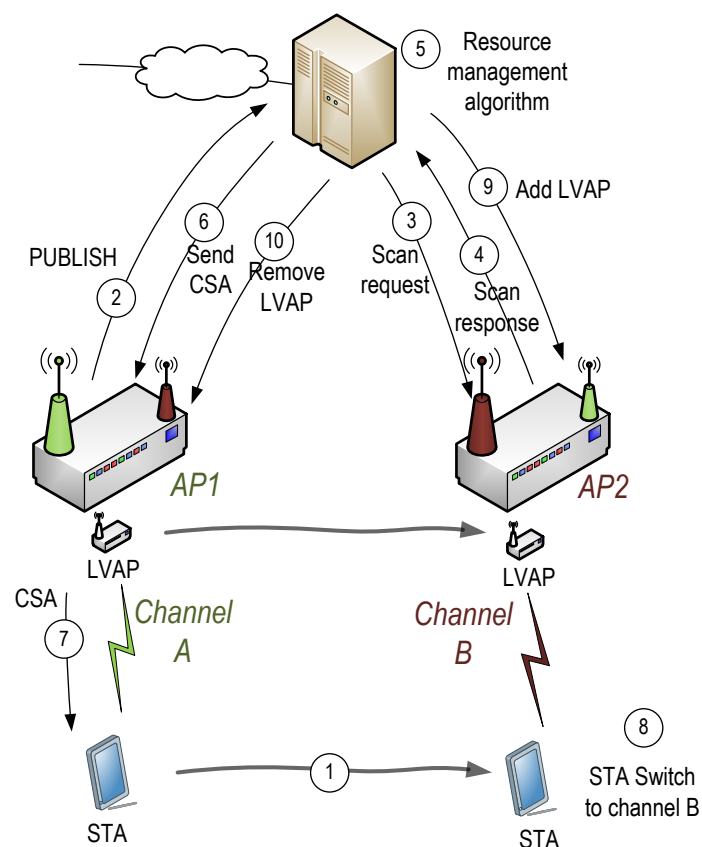 5
Resource
management
algorithm
9
Add LVAP
6
Send
CSA
10
Remove
LVAP
3
Scan
request
4
Scan
response
PUBLISH
2
AP1
AP2
LVAP
LVAP
CSA
7
Channel
A
Channel
B
8
STA Switch
to channel B
1
STA
STA